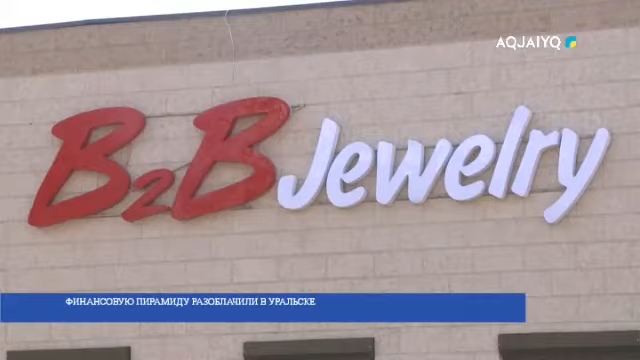 AQJAIYQ
B2B Jewelry
ФИНАНСОВУЮ ПИРАМИДУ РАЗОБЛАЧИЛИ В УРАЛЬСКЕ